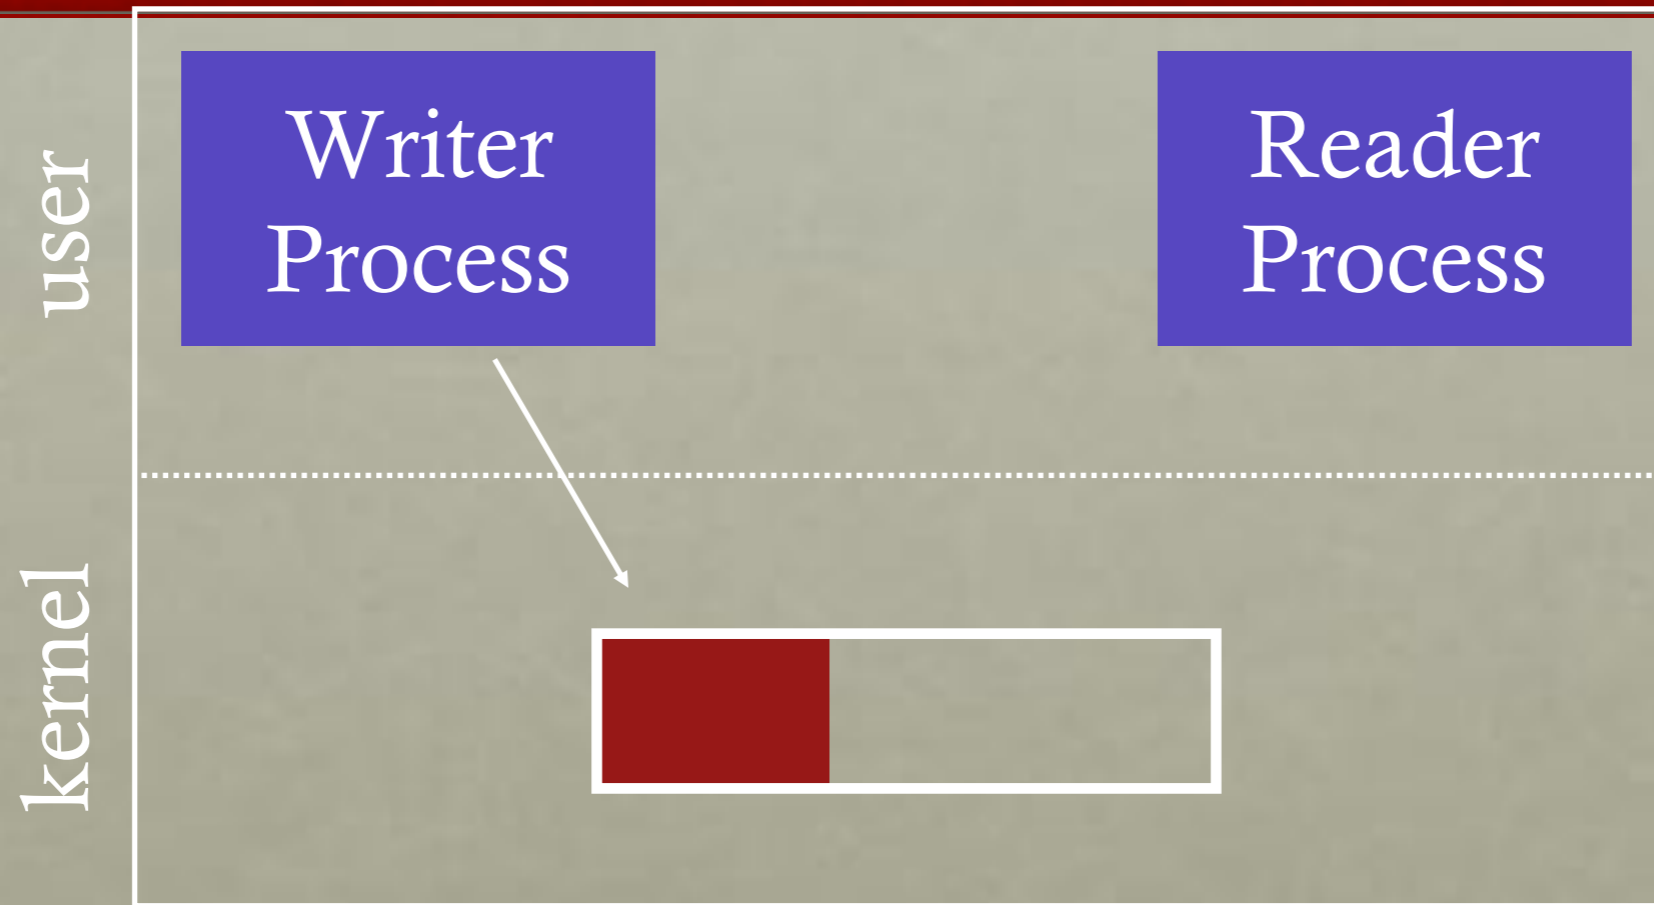 user
Writer
Process
Reader
Process
kernel